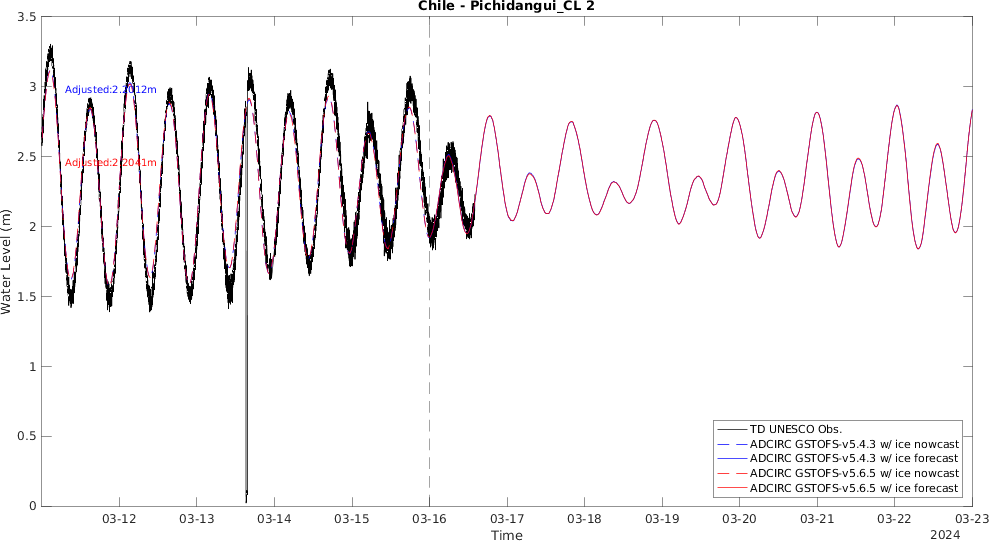 Chile - Pichidangui_CL 2
3.5
3
2.5
2
1.5
1
0.5
0
Water Level (m)
Adjusted:2.2012m
Adjusted:2.2041m
TD UNESCO Obs.
ADCIRC GSTOFS-v5.4.3 w/ ice nowcast
ADCIRC GSTOFS-v5.4.3 w/ ice forecast
ADCIRC GSTOFS-v5.6.5 w/ ice nowcast
ADCIRC GSTOFS-v5.6.5 w/ ice forecast
03-12 03-13 03-14 03-15 03-16 03-17 03-18 03-19 03-20 03-21 03-22 03-23
Time
2024